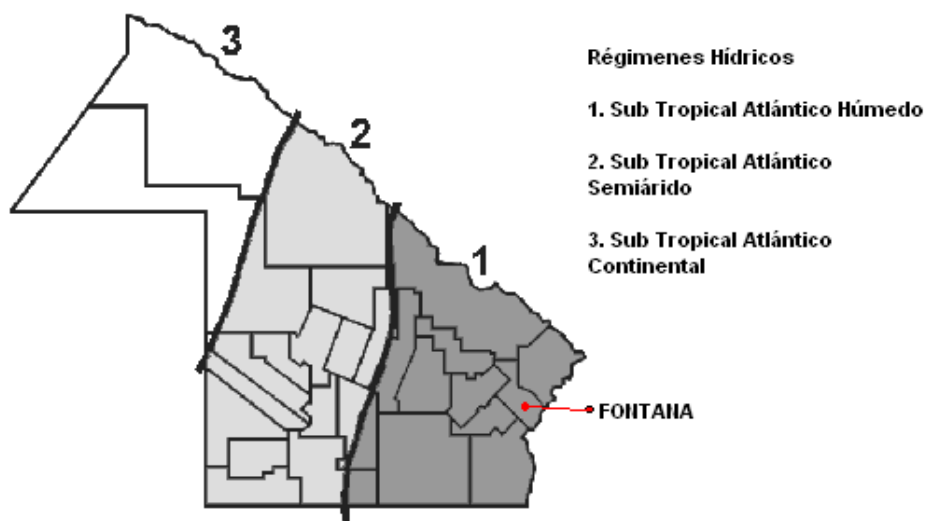 3
2
1
Régimenes Hídricos
1. Sub Tropical Atlántico Húmedo
2. Sub Tropical Atlántico
Semiárido
3. Sub Tropical Atlántico
Continental
FONTANA